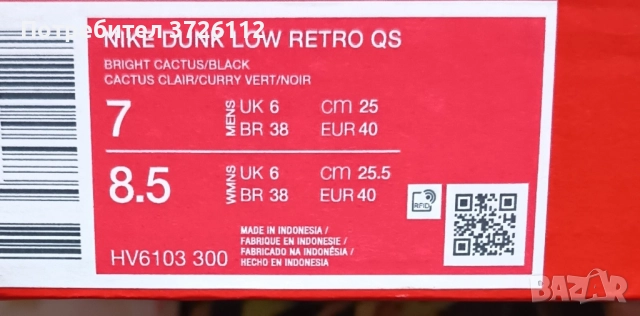 Потребител 3726112
NIKE DUNK LOW RETRO QS
BRIGHT CACTUS/BLACK
CACTUS CLAIR/CURRY VERT/NOIR
7 MENS UK 6 cm 25
BR 38 EUR 40
8.5 WMNS UK 6 cm 25.5
BR 38 EUR 40
RFID
MADE IN INDONESIA /
FABRIQUE EN INDONESIE /
FABRICADO NA INDONÉSIA /
HECHO EN INDONESIA
HV6103 300
BAZAR